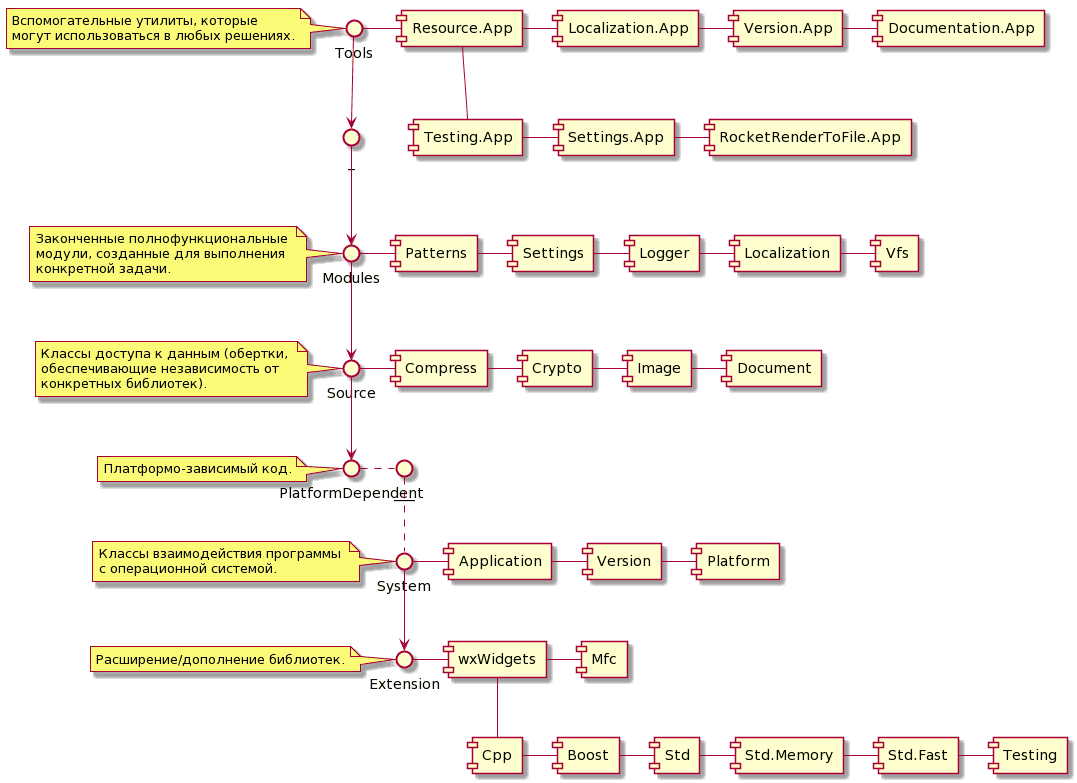 Вспомогательные утилиты, которые
могут использоваться в любых решениях.
Tools
Resource.App
Localization.App
Version.App
Documentation.App
Testing.App
Settings.App
RocketRenderToFile.App
_
Законченные полнофункциональные
модули, созданные для выполнения
конкретной задачи.
Modules
Patterns
Settings
Logger
Localization
Vfs
Классы доступа к данным (обертки,
обеспечивающие независимость от
конкретных библиотек).
Source
Compress
Crypto
Image
Document
Платформо-зависимый код.
PlatformDependent
__
Классы взаимодействия программы
с операционной системой.
System
Application
Version
Platform
Расширение/дополнение библиотек.
Extension
wxWidgets
Mfc
Cpp
Boost
Std
Std.Memory
Std.Fast
Testing